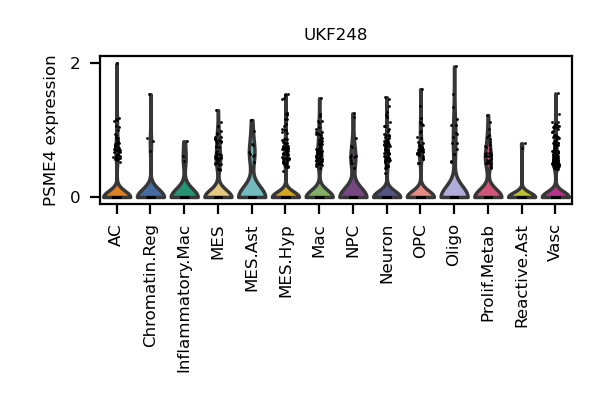 UKF248
PSME4 expression
2
0
AC
Chromatin.Reg
Inflammatory.Mac
MES
MES.Ast
MES.Hyp
Mac
NPC
Neuron
OPC
Oligo
Prolif.Metab
Reactive.Ast
Vasc